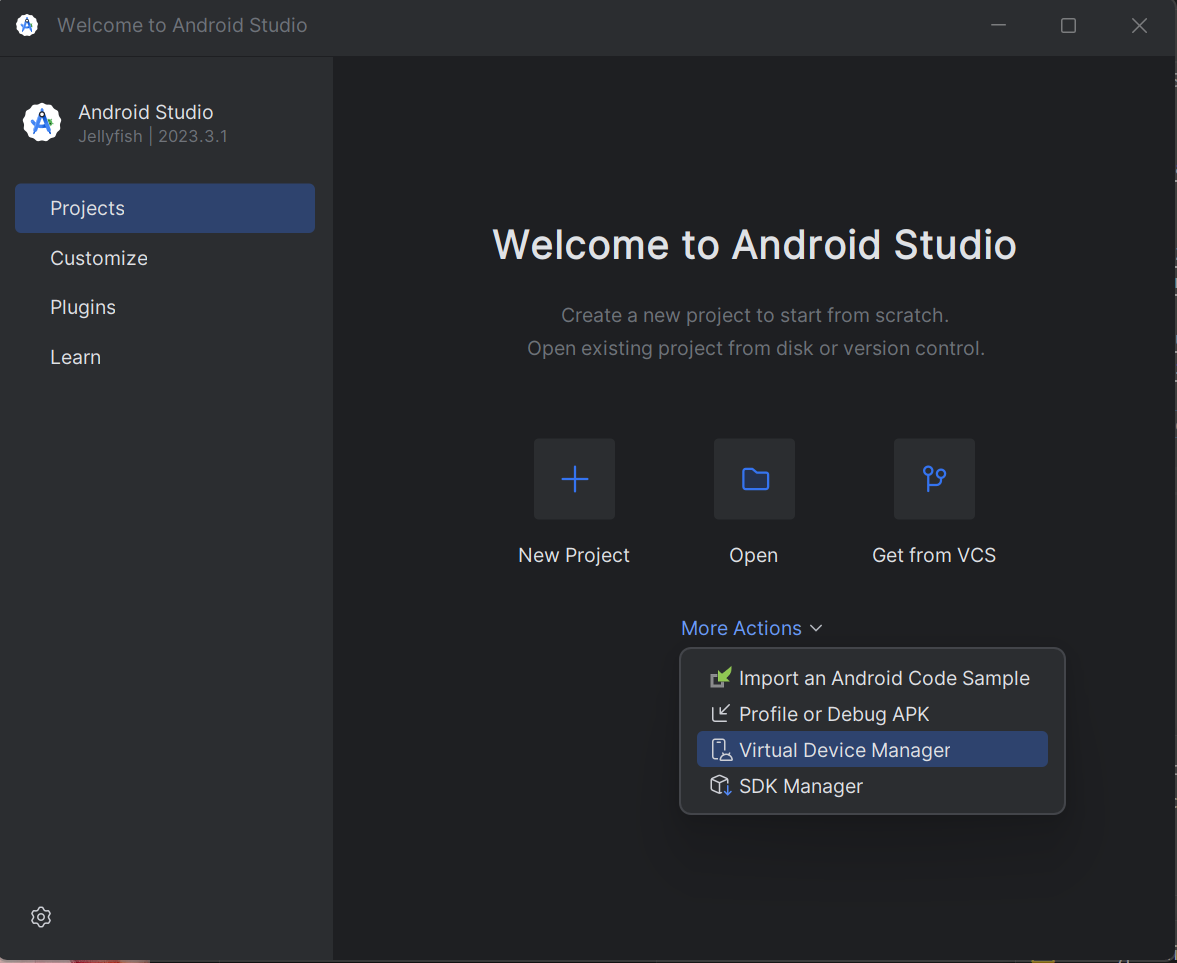 Welcome to Android Studio
Android Studio
Jellyfish | 2023.3.1
Projects
Customize
Plugins
Learn
Welcome to Android Studio
Create a new project to start from scratch.
Open existing project from disk or version control.
New Project
Open
Get from VCS
More Actions
Import an Android Code Sample
Profile or Debug APK
Virtual Device Manager
SDK Manager